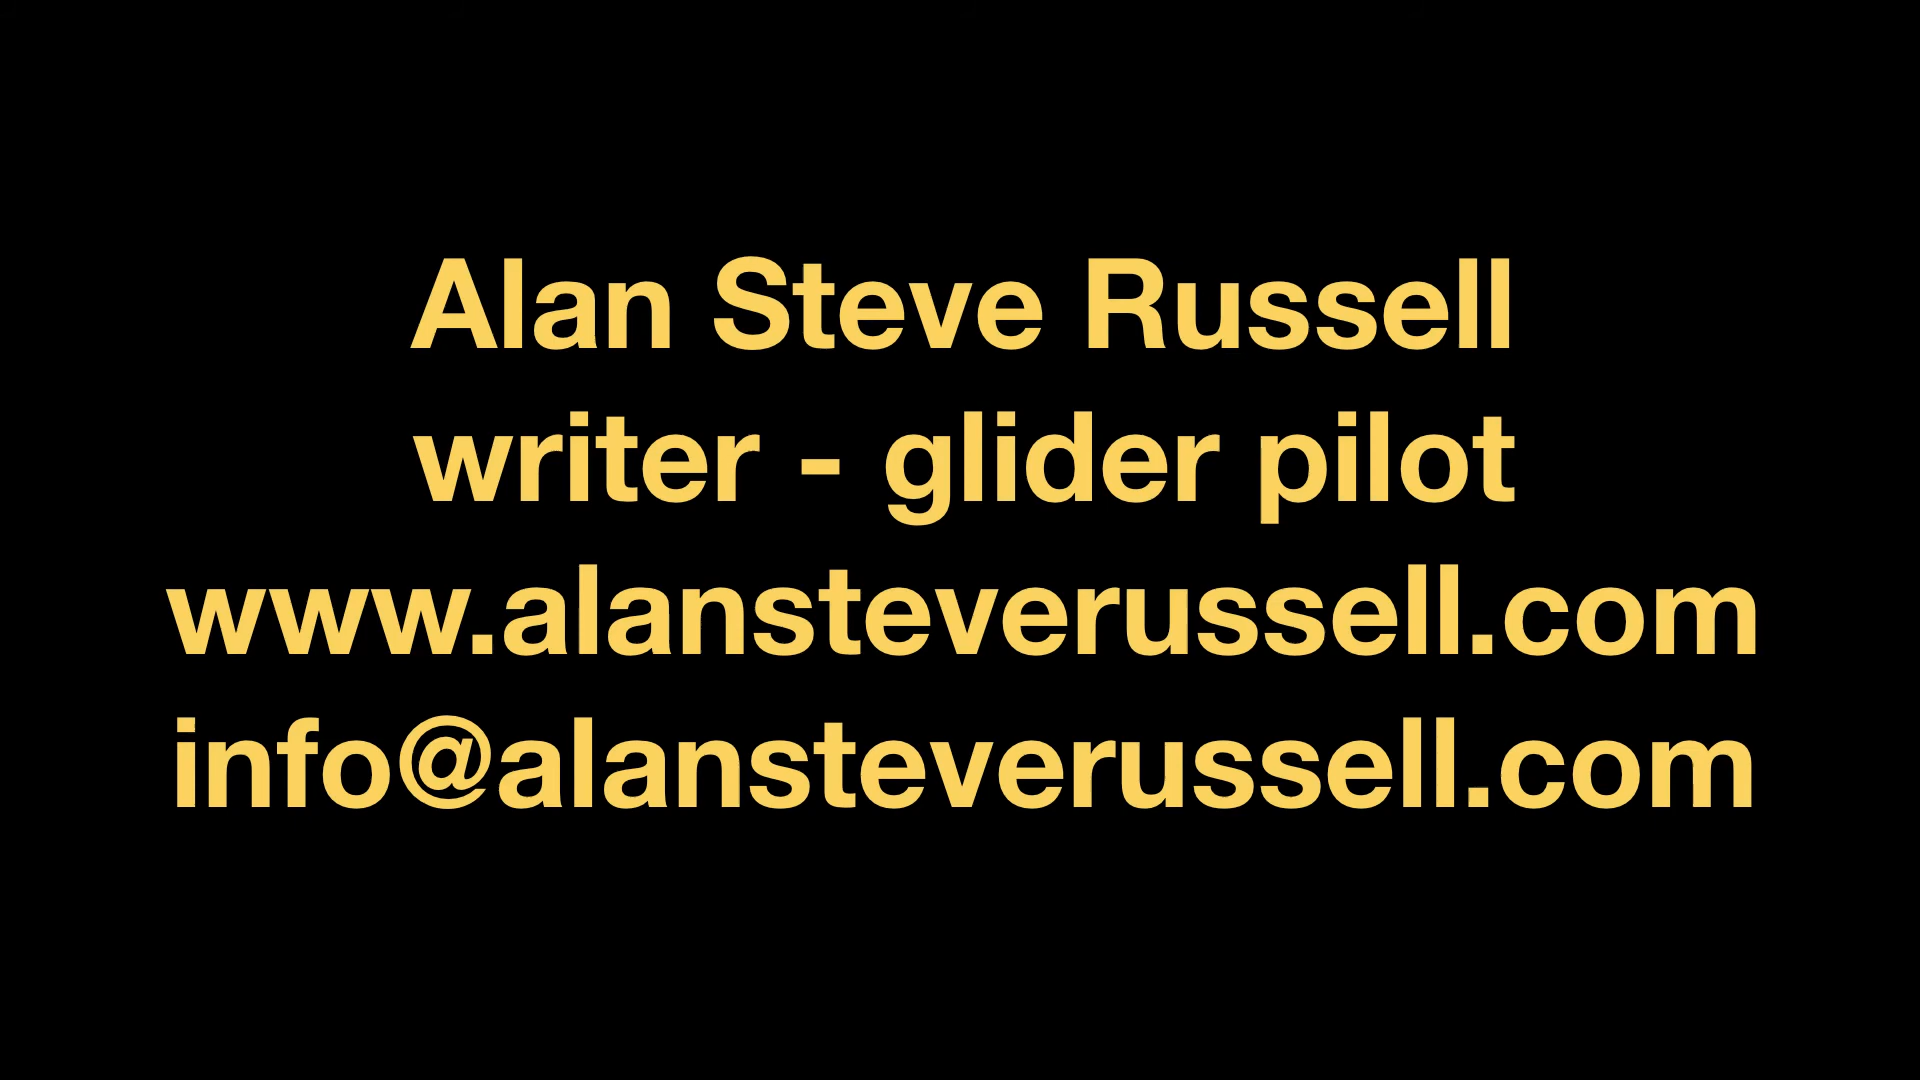 Alan Steve Russell
writer - glider pilot
www.alansteverussell.com
info@alansteverussell.com